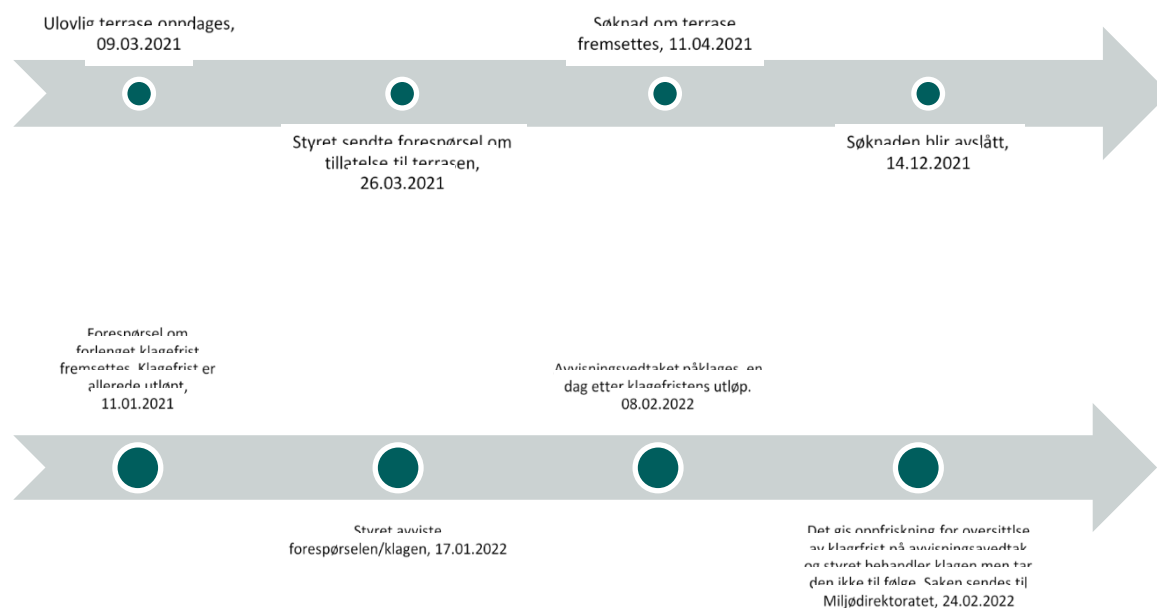 Ulovlig terrase oppdages,
09.03.2021
Styret sendte forespørsel om
tillatelse til terrasen,
26.03.2021
Søknad om terrase
fremsettes, 11.04.2021
Søknaden blir avslått,
14.12.2021
Forespørsel om
forlenget klagefrist
fremsettes. Klagefrist er
allerede utløpt,
11.01.2021
Styret avviste
forespørselen/klagen, 17.01.2022
Avvisningsvedtaket påklages, en
dag etter klagefristens utløp.
08.02.2022
Det gis oppfriskning for oversittlse
av klagrfrist på avvisningsavedtak
og styret behandler klagen men tar
den ikke til følge. Saken sendes til
Miljødirektoratet, 24.02.2022